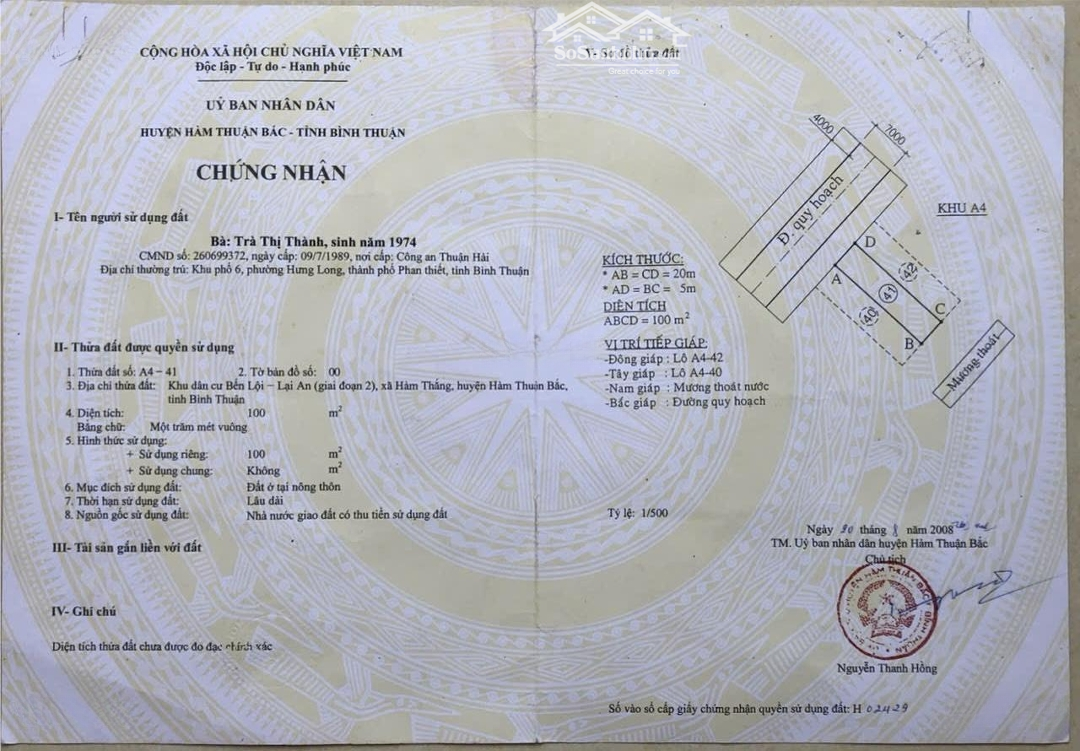 CỘNG HÒA XÃ HỘI CHỦ NGHĨA VIỆT NAM
Độc lập - Tự do - Hạnh phúc
UỶ BAN NHÂN DÂN
HUYỆN HÀM THUẬN BẮC - TỈNH BÌNH THUẬN
CHỨNG NHẬN
I- Tên người sử dụng đất
Bà: Trà Thị Thành, sinh năm 1974
CMND số: 260699372, ngày cấp: 09/7/1989, nơi cấp: Công an Thuận Hải
Địa chỉ thường trú: Khu phố 6, phường Hưng Long, thành phố Phan thiết, tỉnh Bình Thuận
II- Thửa đất được quyền sử dụng
1. Thửa đất số: A4 – 41 2. Tờ bản đồ số: 00
3. Địa chỉ thửa đất: Khu dân cư Bến Lội – Lại An (giai đoạn 2), xã Hàm Thắng, huyện Hàm Thuận Bắc,
tỉnh Bình Thuận
4. Diện tích: 100 m2
Bằng chữ: Một trăm mét vuông
5. Hình thức sử dụng:
+ Sử dụng riêng: 100 m2
+ Sử dụng chung: Không m2
6. Mục đích sử dụng đất: Đất ở tại nông thôn
7. Thời hạn sử dụng đất: Lâu dài
8. Nguồn gốc sử dụng đất: Nhà nước giao đất có thu tiền sử dụng đất
III- Tài sản gắn liền với đất
IV- Ghi chú
Diện tích thửa đất chưa được đo đạc chính xác
V- Sơ đồ thửa đất
Great choice for you
4000
7000
Đ. quy hoạch
KHU A4
D
A
42
41
40
C
B
Mương thoát
KÍCH THƯỚC:
* AB = CD = 20m
* AD = BC = 5m
DIỆN TÍCH
ABCD = 100 m2
VỊ TRÍ TIẾP GIÁP:
-Đông giáp : Lô A4-42
-Tây giáp : Lô A4-40
-Nam giáp : Mương thoát nước
-Bắc giáp : Đường quy hoạch
Tỷ lệ: 1/500
Ngày tháng năm 2008
TM. Uỷ ban nhân dân huyện Hàm Thuận Bắc
Chủ tịch
Nguyễn Thanh Hồng
Số vào sổ cấp giấy chứng nhận quyền sử dụng đất: H 02429